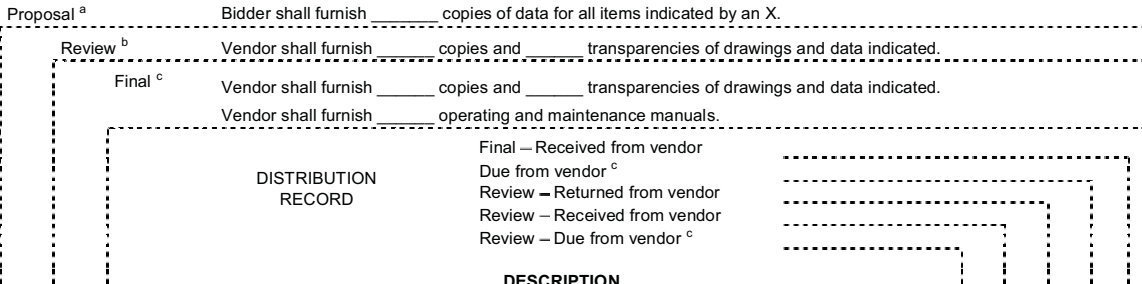 Proposal a Bidder shall furnish _______ copies of data for all items indicated by an X.
Review b Vendor shall furnish ______ copies and ______ transparencies of drawings and data indicated.
Final c Vendor shall furnish ______ copies and ______ transparencies of drawings and data indicated.
Vendor shall furnish ______ operating and maintenance manuals.
Final – Received from vendor
Due from vendor c
DISTRIBUTION
RECORD
Review – Returned from vendor
Review – Received from vendor
Review – Due from vendor c
DESCRIPTION